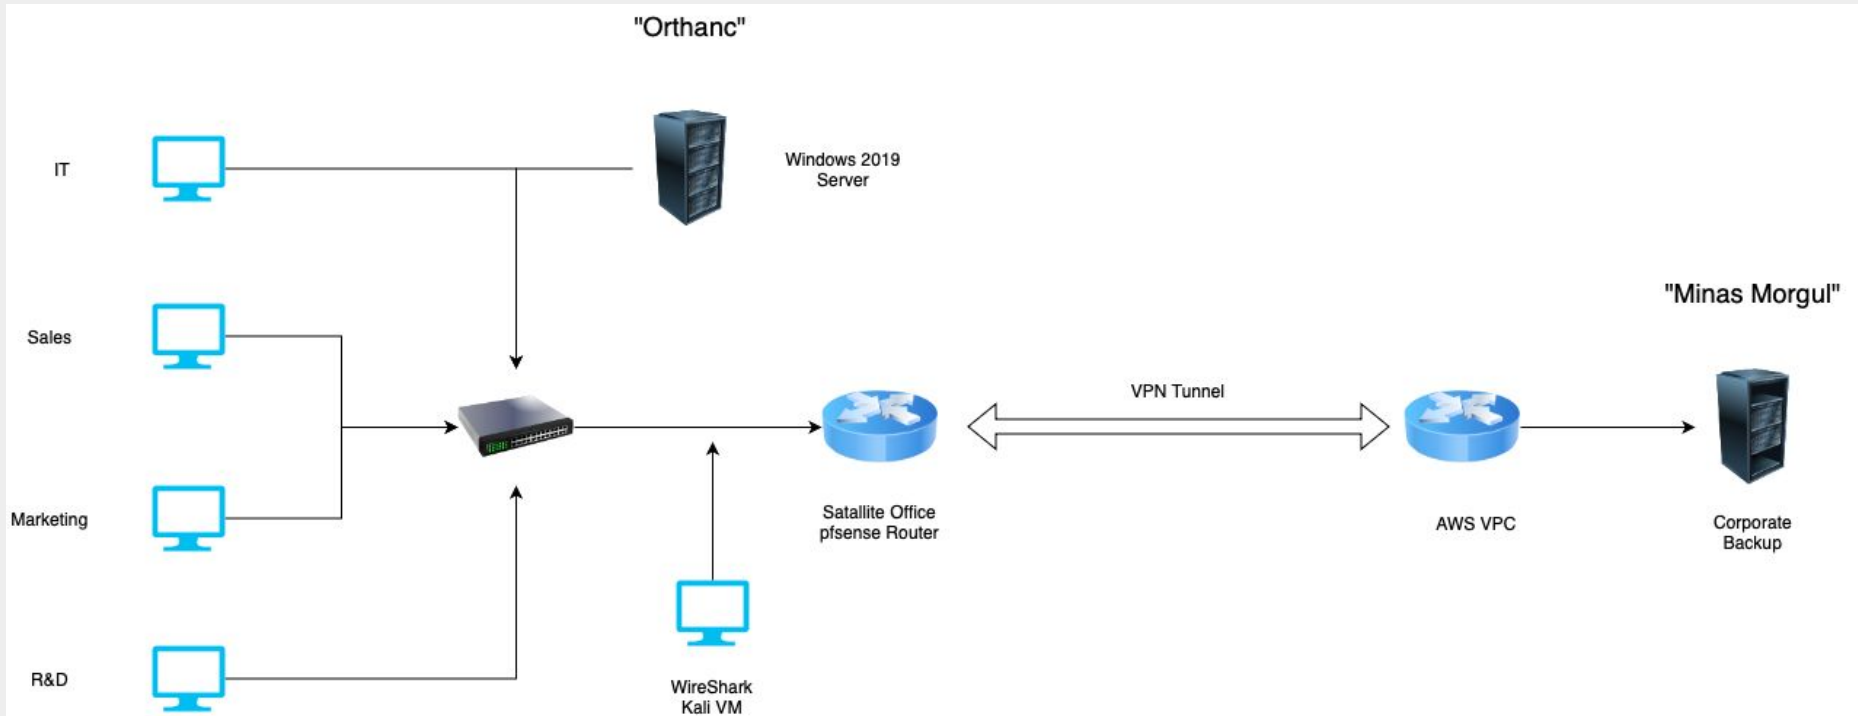 "Orthanc"
IT
Windows 2019
Server
Sales
"Minas Morgul"
VPN Tunnel
Marketing
Satallite Office
pfsense Router
AWS VPC
Corporate
Backup
R&D
WireShark
Kali VM